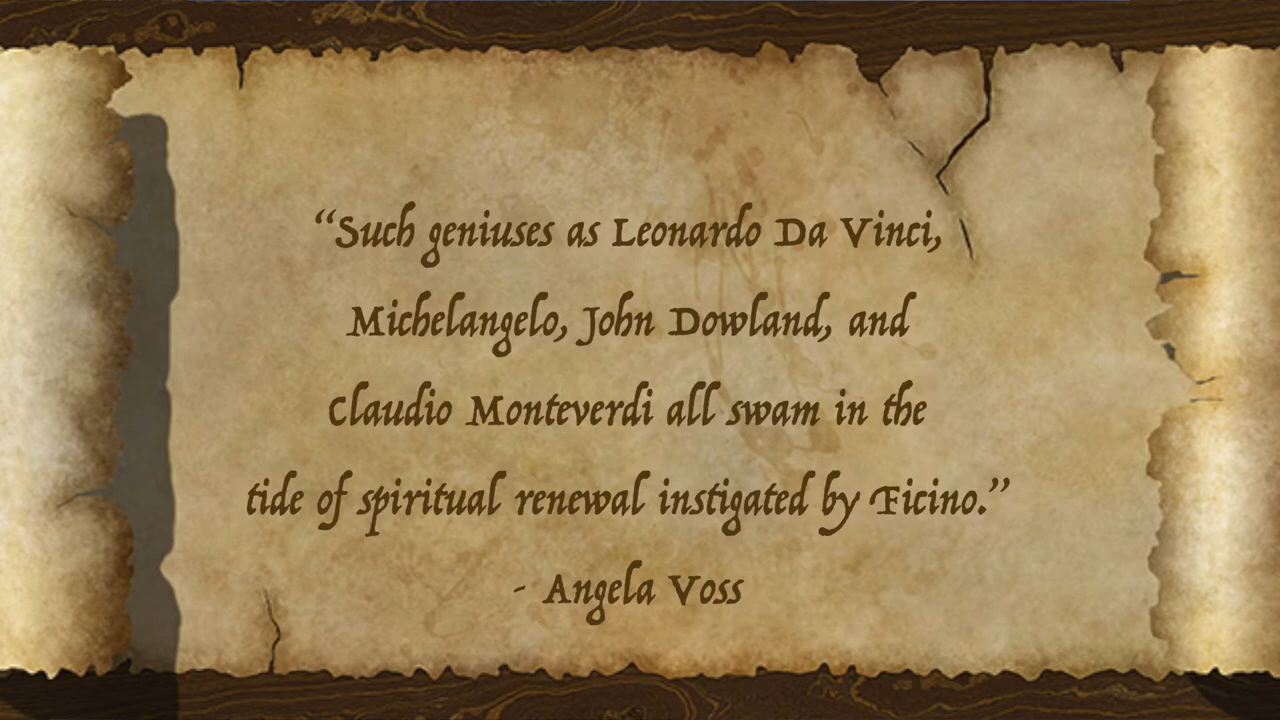 “Such geniuses as Leonardo Da Vinci,
Michelangelo, John Dowland, and
Claudio Monteverdi all swam in the
tide of spiritual renewal instigated by Ficino.”
- Angela Voss